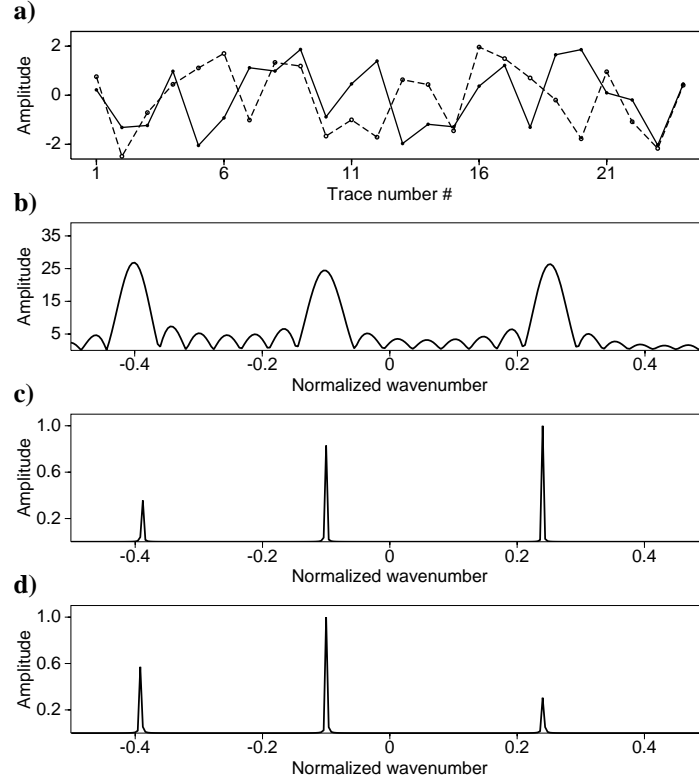 a)
Amplitude
2
0
-2
1 6 11 16 21
Trace number #
b)
Amplitude
35
25
15
5
-0.4 -0.2 0 0.2 0.4
Normalized wavenumber
c)
Amplitude
1.0
0.6
0.2
-0.4 -0.2 0 0.2 0.4
Normalized wavenumber
d)
Amplitude
1.0
0.6
0.2
-0.4 -0.2 0 0.2 0.4
Normalized wavenumber